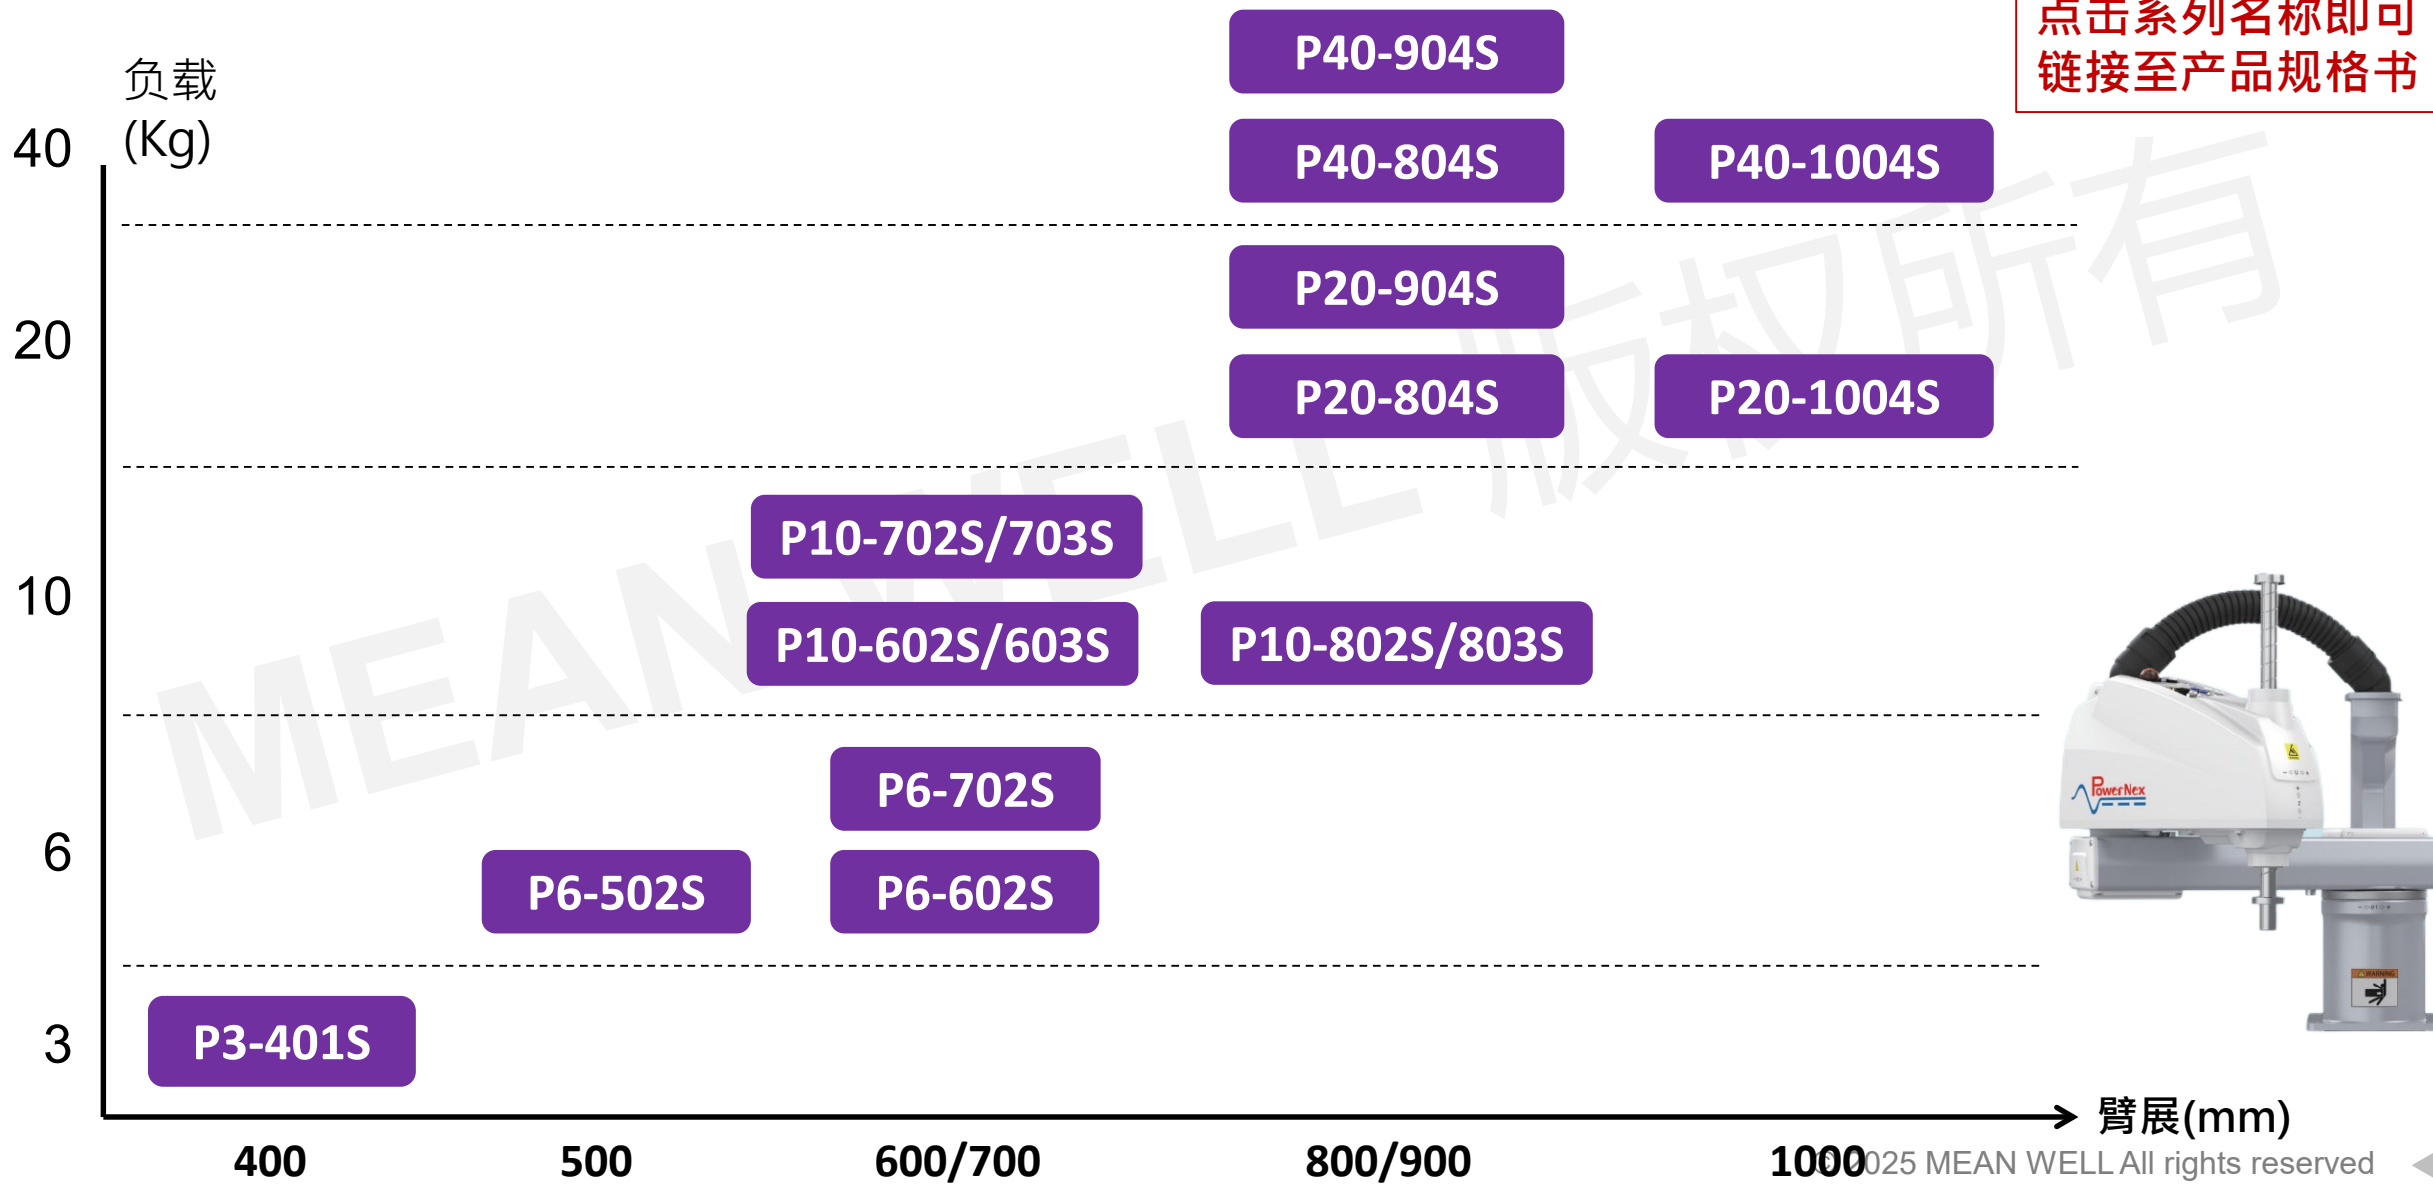 点击系列名称即可
链接至产品规格书
负载
(Kg)
40
P40-904S
P40-804S
P40-1004S
20
P20-904S
P20-804S
P20-1004S
10
P10-702S/703S
P10-602S/603S
P10-802S/803S
6
P6-702S
P6-502S
P6-602S
3
P3-401S
MEAN WELL 版权所有
PowerNex
WARNING
臂展(mm)
400
500
600/700
800/900
1000
© 2025 MEAN WELL All rights reserved